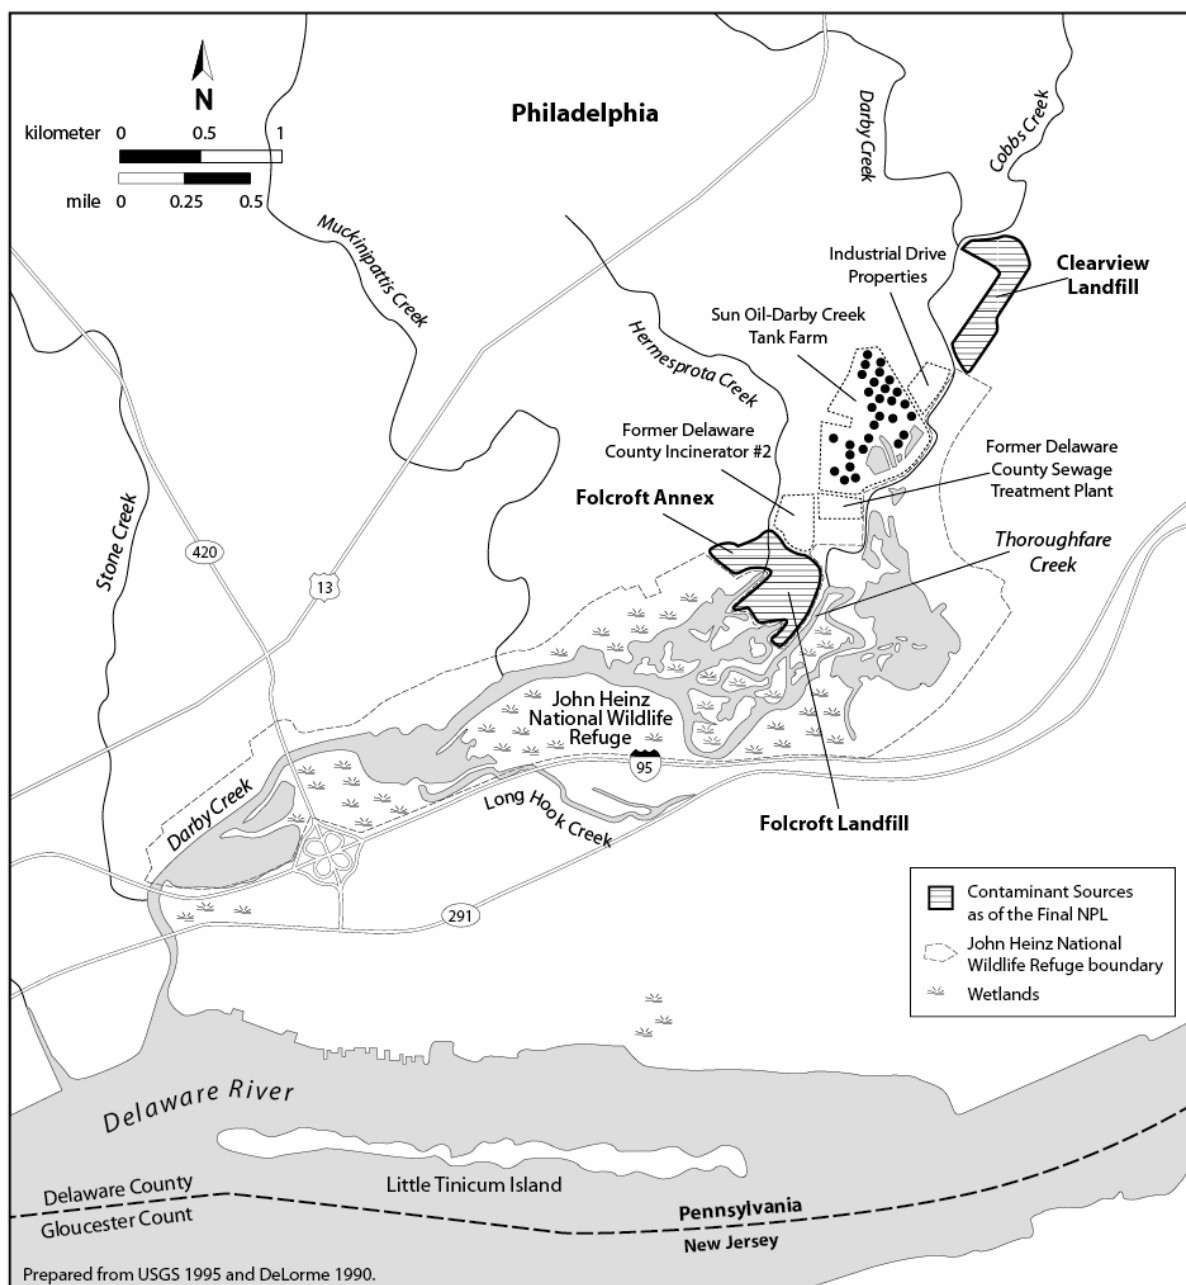 N
kilometer 0 0.5 1
mile 0 0.25 0.5
Philadelphia
Darby Creek
Cobbs Creek
Muckinipattis Creek
Industrial Drive
Properties
Clearview
Landfill
Sun Oil-Darby Creek
Tank Farm
Hermesprota Creek
Former Delaware
County Incinerator #2
Former Delaware
County Sewage
Treatment Plant
Folcroft Annex
Stone Creek
Thoroughfare
Creek
420
13
John Heinz
National Wildlife
Refuge
95
Darby Creek
Long Hook Creek
Folcroft Landfill
291
Contaminant Sources
as of the Final NPL
John Heinz National
Wildlife Refuge boundary
Wetlands
Delaware River
Little Tinicum Island
Delaware County
Gloucester Count
Pennsylvania
New Jersey
Prepared from USGS 1995 and DeLorme 1990.